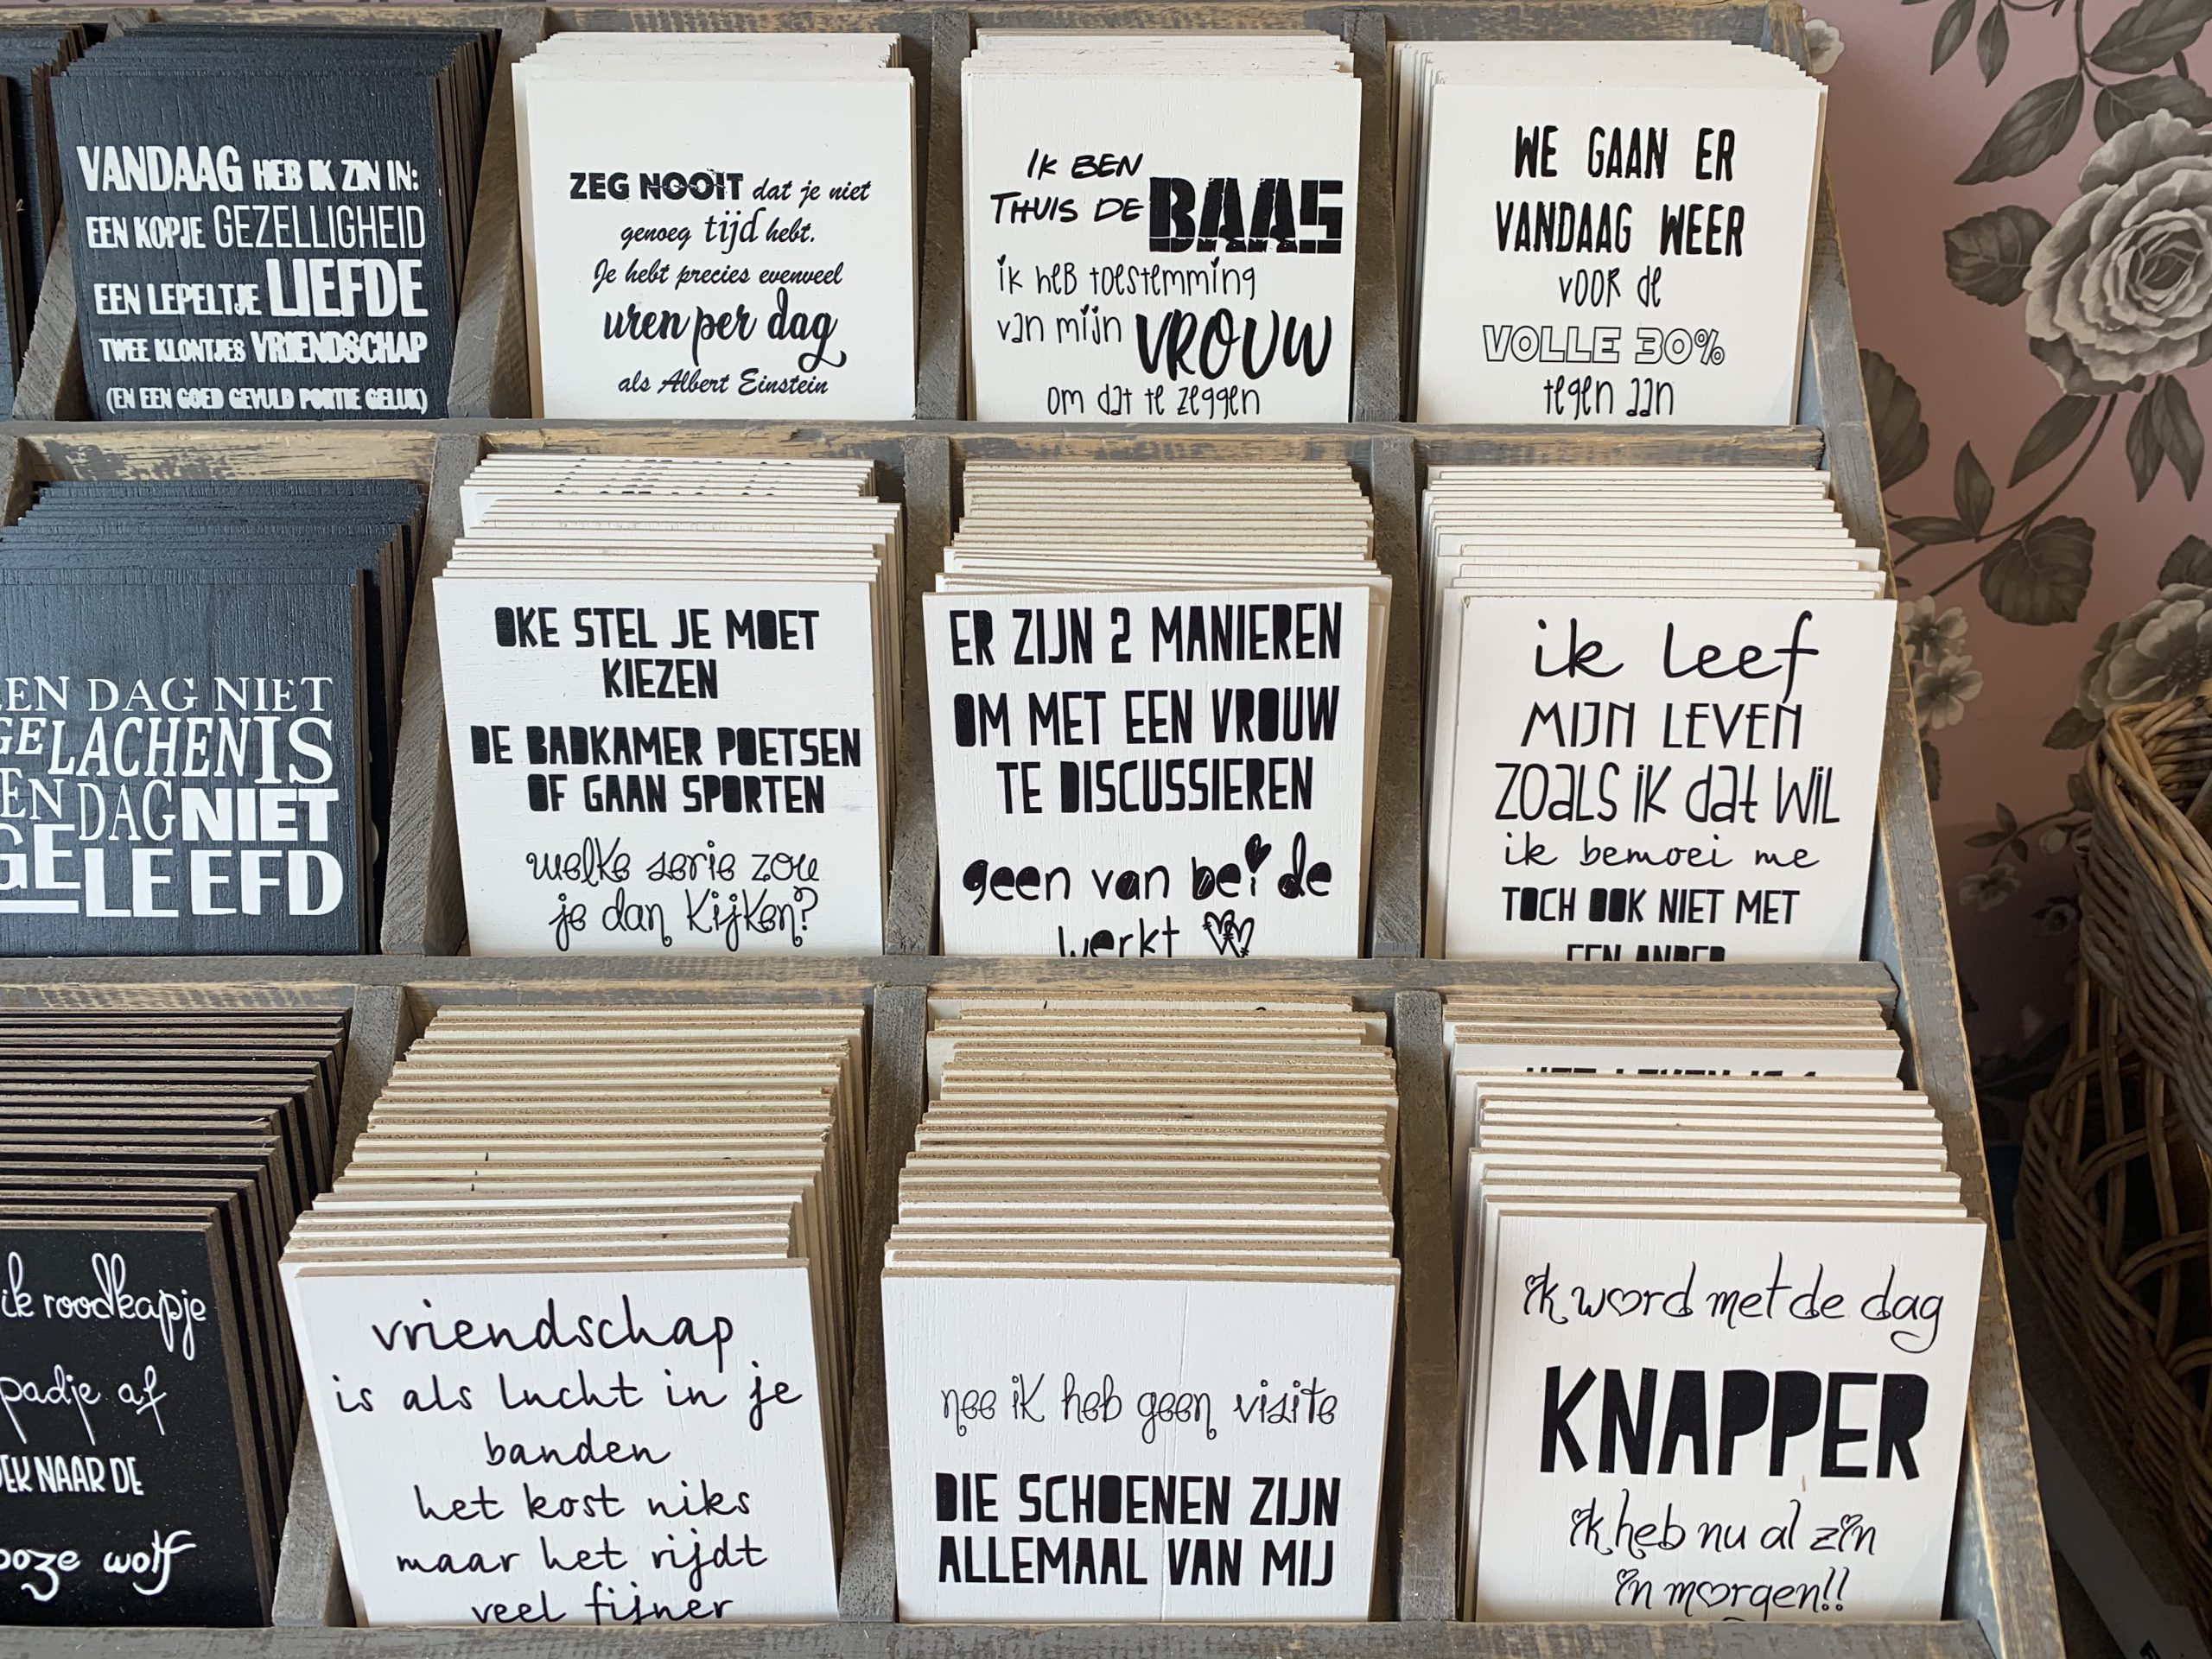 VANDAAG HEB IK ZIN IN:
EEN KOPJE GEZELLIGHEID
EEN LEPELTJE LIEFDE
TWEE KLONTJES VRIENDSCHAP
(EN EEN GOED GEVULD PORTIE GELUK)
ZEG NOOIT dat je niet
genoeg tijd hebt.
Je hebt precies evenveel
uren per dag
als Albert Einstein
IK BEN
THUIS DE BAAS
ik heb toestemming
van mijn VROUW
om dat te zeggen
WE GAAN ER
VANDAAG WEER
voor de
VOLLE 30%
tegen aan
EEN DAG NIET
GELACHEN IS
EEN DAG NIET
GELEEFD
OKE STEL JE MOET
KIEZEN
DE BADKAMER POETSEN
OF GAAN SPORTEN
welke serie zou
je dan kijken?
ER ZIJN 2 MANIEREN
OM MET EEN VROUW
TE DISCUSSIEREN
geen van beide
werkt
ik leef
MIJN LEVEN
ZOALS IK dat WIL
ik bemoei me
TOCH OOK NIET MET
EEN ANDER
ik roodkapje
padje af
NAAR DE
boze wolf
vriendschap
is als lucht in je
banden
het kost niks
maar het rijdt
veel fijner
nee ik heb geen visite
DIE SCHOENEN ZIJN
ALLEMAAL VAN MIJ
HET LEVEN IS
ik word met de dag
KNAPPER
ik heb nu al zin
in morgen!!